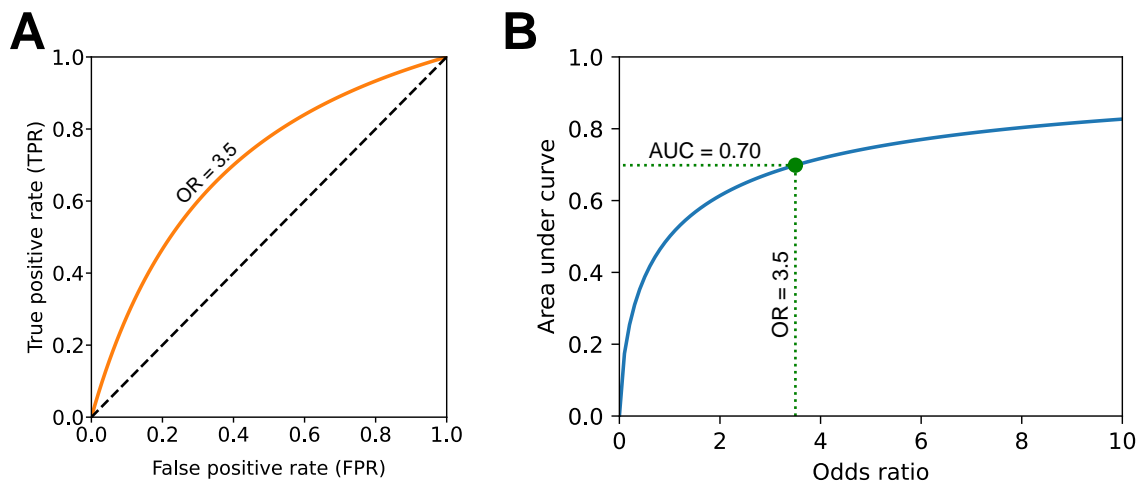 A
1.0
0.8
0.6
0.4
0.2
0.0
0.0 0.2 0.4 0.6 0.8 1.0
True positive rate (TPR)
False positive rate (FPR)
OR = 3.5
B
1.0
0.8
0.6
0.4
0.2
0.0
0 2 4 6 8 10
Area under curve
Odds ratio
AUC = 0.70
OR = 3.5